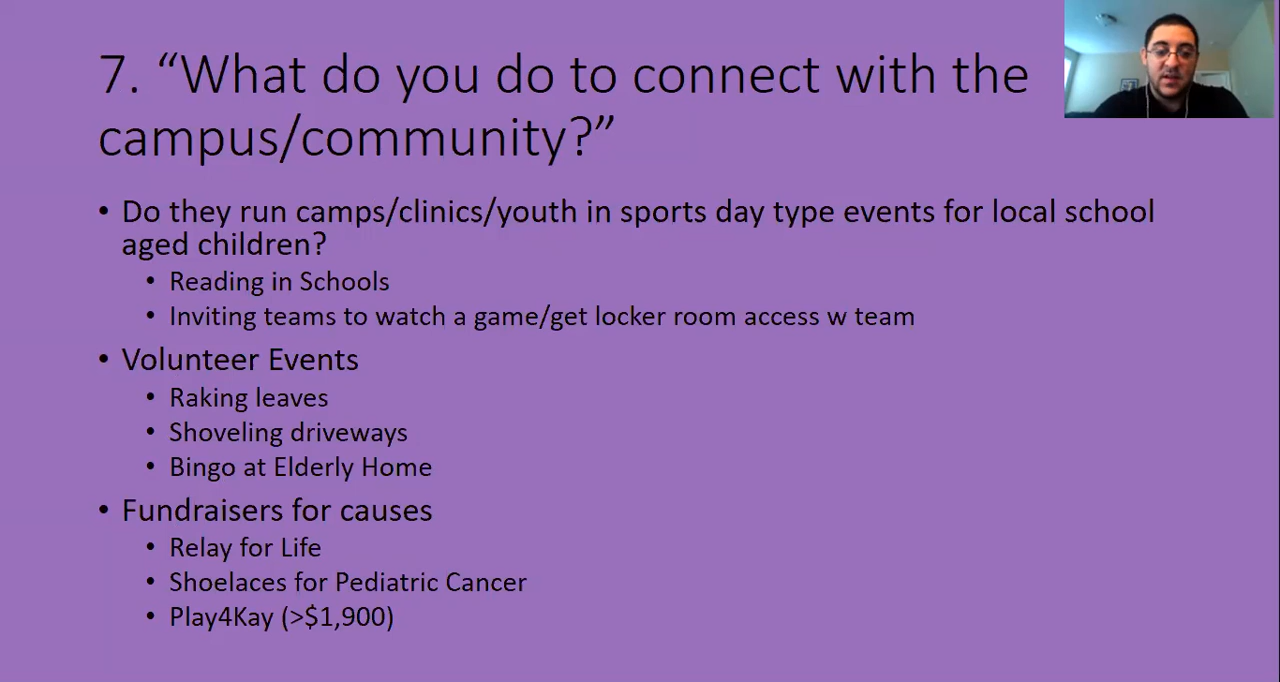 7. “What do you do to connect with the
campus/community?”
• Do they run camps/clinics/youth in sports day type events for local school
aged children?
• Reading in Schools
• Inviting teams to watch a game/get locker room access w team
• Volunteer Events
• Raking leaves
• Shoveling driveways
• Bingo at Elderly Home
• Fundraisers for causes
• Relay for Life
• Shoelaces for Pediatric Cancer
• Play4Kay (>$1,900)